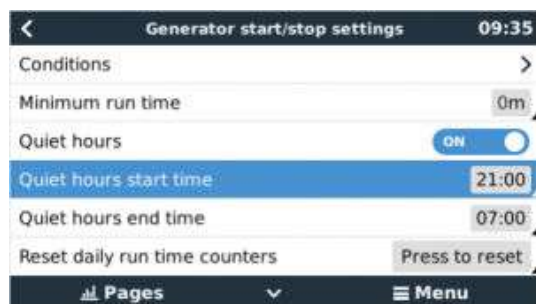 Generator start/stop settings 09:35
Conditions
Minimum run time 0m
Quiet hours ON
Quiet hours start time 21:00
Quiet hours end time 07:00
Reset daily run time counters Press to reset
Pages Menu